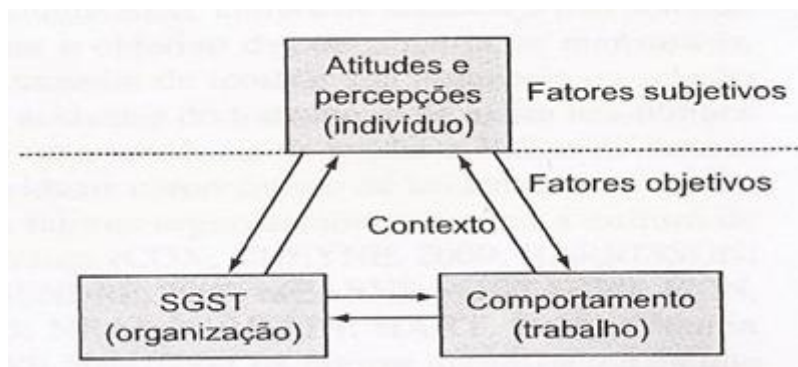 Atitudes e
percepções
(indivíduo)
Fatores subjetivos
Fatores objetivos
Contexto
SGST
(organização)
Comportamento
(trabalho)